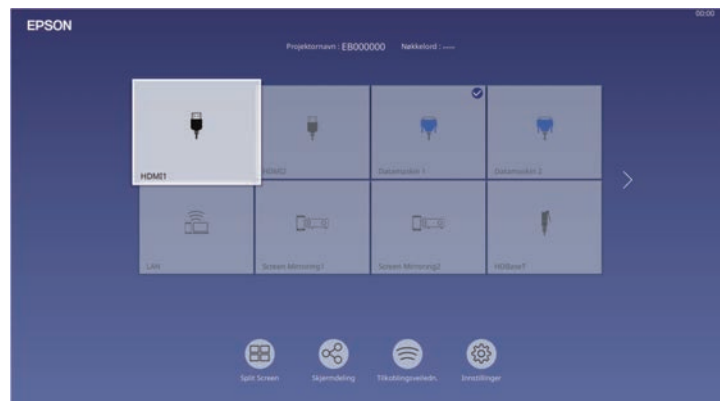 00:00
EPSON
Projektornavn : EB000000 Nøkkelord : ----
HDMI1 HDMI2 Datamaskin 1 Datamaskin 2
LAN Screen Mirroring1 Screen Mirroring2 HDBaseT
Split Screen Skjermdeling Tilkoblingsveiledn. Innstillinger